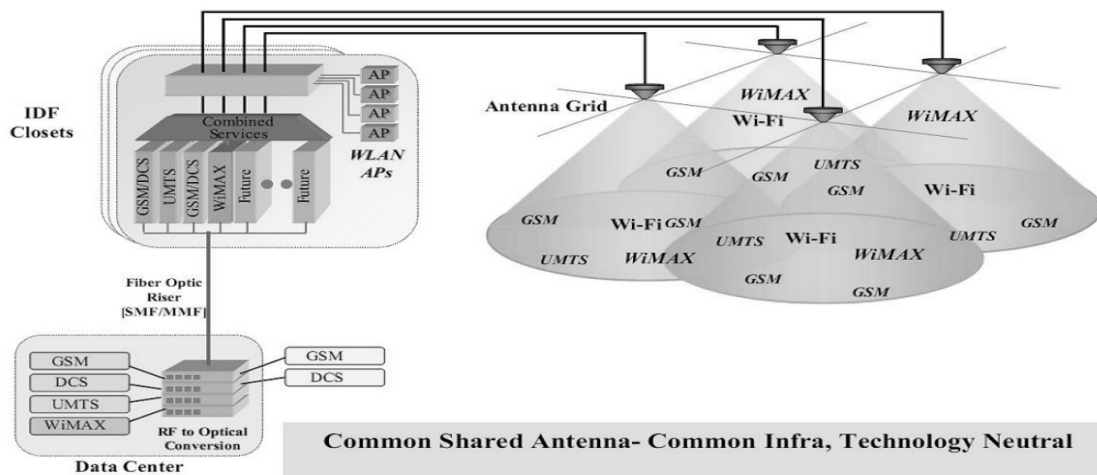 IDF
Closets
AP
AP
AP
AP
WLAN
APs
Combined
Services
GSM/DCS
UMTS
GSM/DCS
WiMAX
Future
Future
Fiber Optic
Riser
[SMF/MMF]
GSM
DCS
UMTS
WiMAX
GSM
DCS
RF to Optical
Conversion
Data Center
Antenna Grid
WiMAX
Wi-Fi
GSM
WiMAX
GSM
UMTS
GSM
Wi-Fi
GSM
UMTS
GSM
Wi-Fi
GSM
UMTS
WiMAX
UMTS
Wi-Fi
WiMAX
GSM
GSM
Common Shared Antenna- Common Infra, Technology Neutral